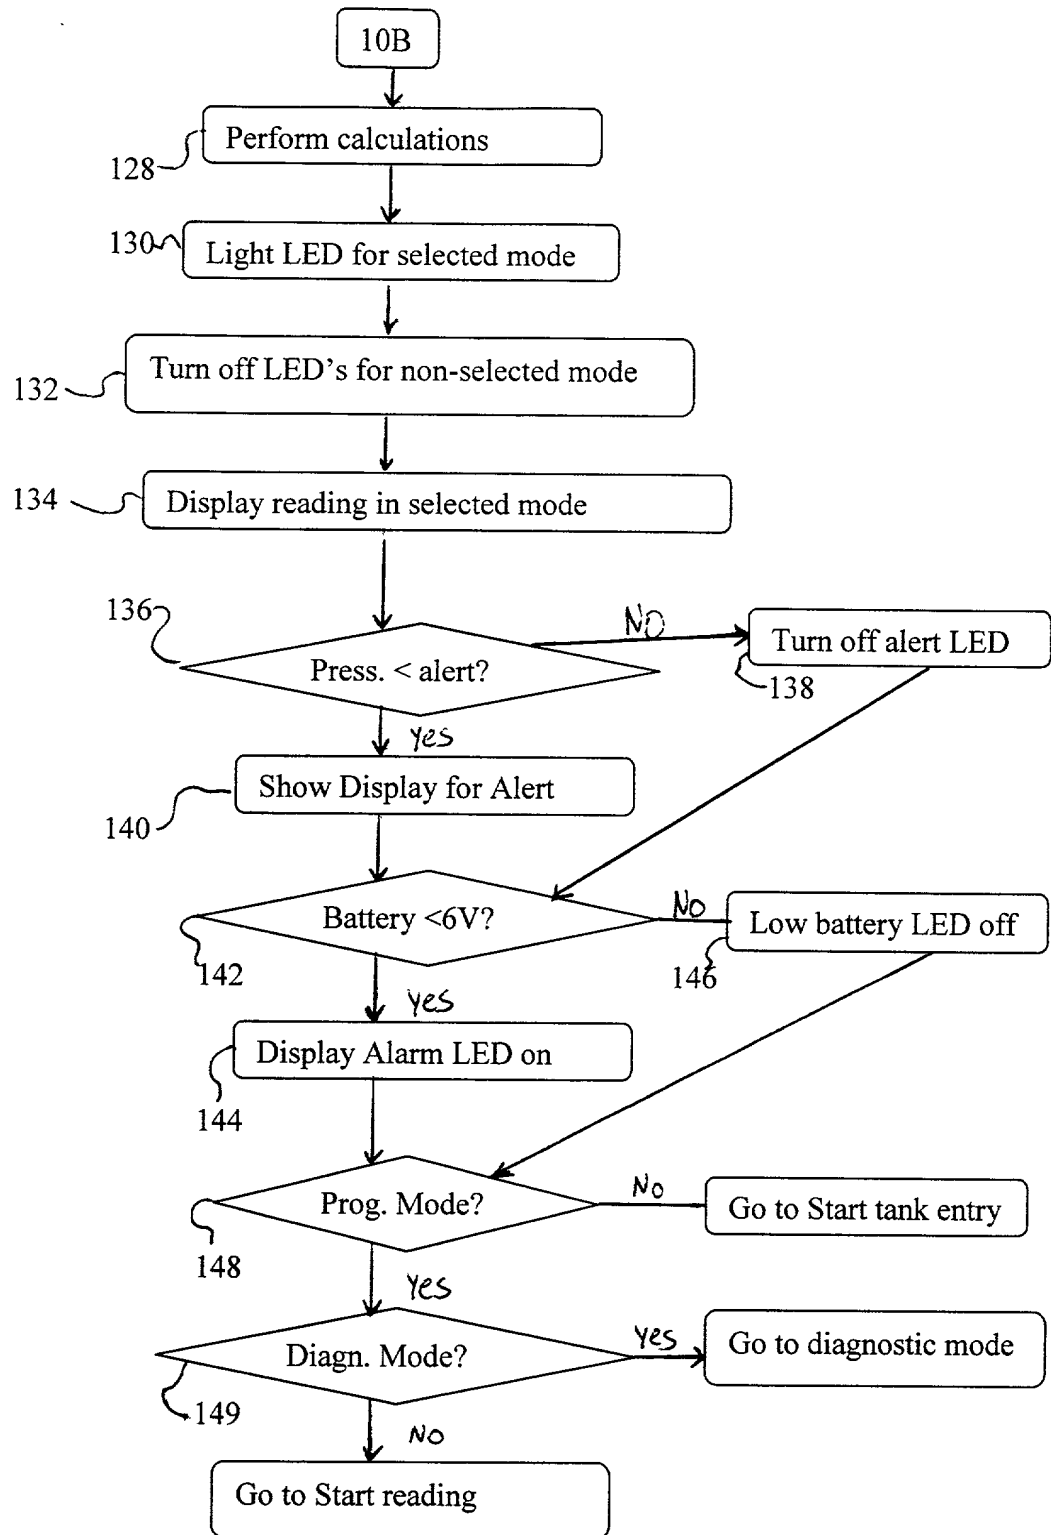 10B
Perform calculations
128
130
Light LED for selected mode
Turn off LED's for non-selected mode
132
134
Display reading in selected mode
136
Press. < alert?
NO
Turn off alert LED
138
yes
Show Display for Alert
140
Battery <6V?
No
Low battery LED off
142
146
yes
Display Alarm LED on
144
Prog. Mode?
No
Go to Start tank entry
148
Yes
Diagn. Mode?
yes
Go to diagnostic mode
149
No
Go to Start reading